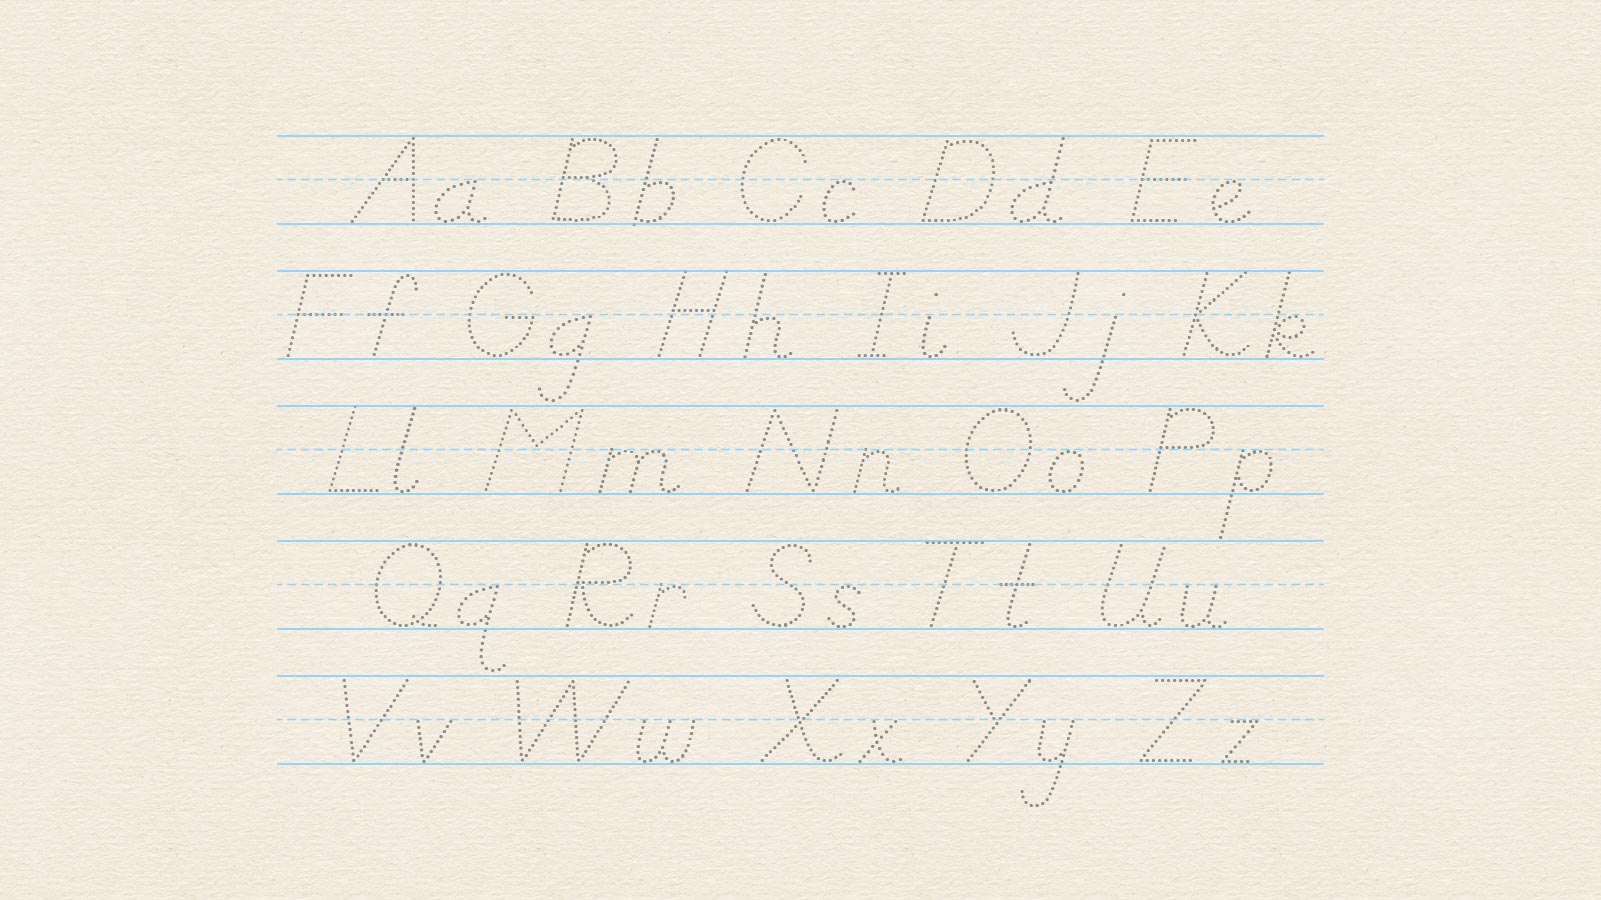 Aa Bb Cc Dd Ee
Ff Gg Hh Ii Jj Kk
Ll Mm Nn Oo Pp
Qq Rr Ss Tt Uu
Vv Ww Xx Yy Zz